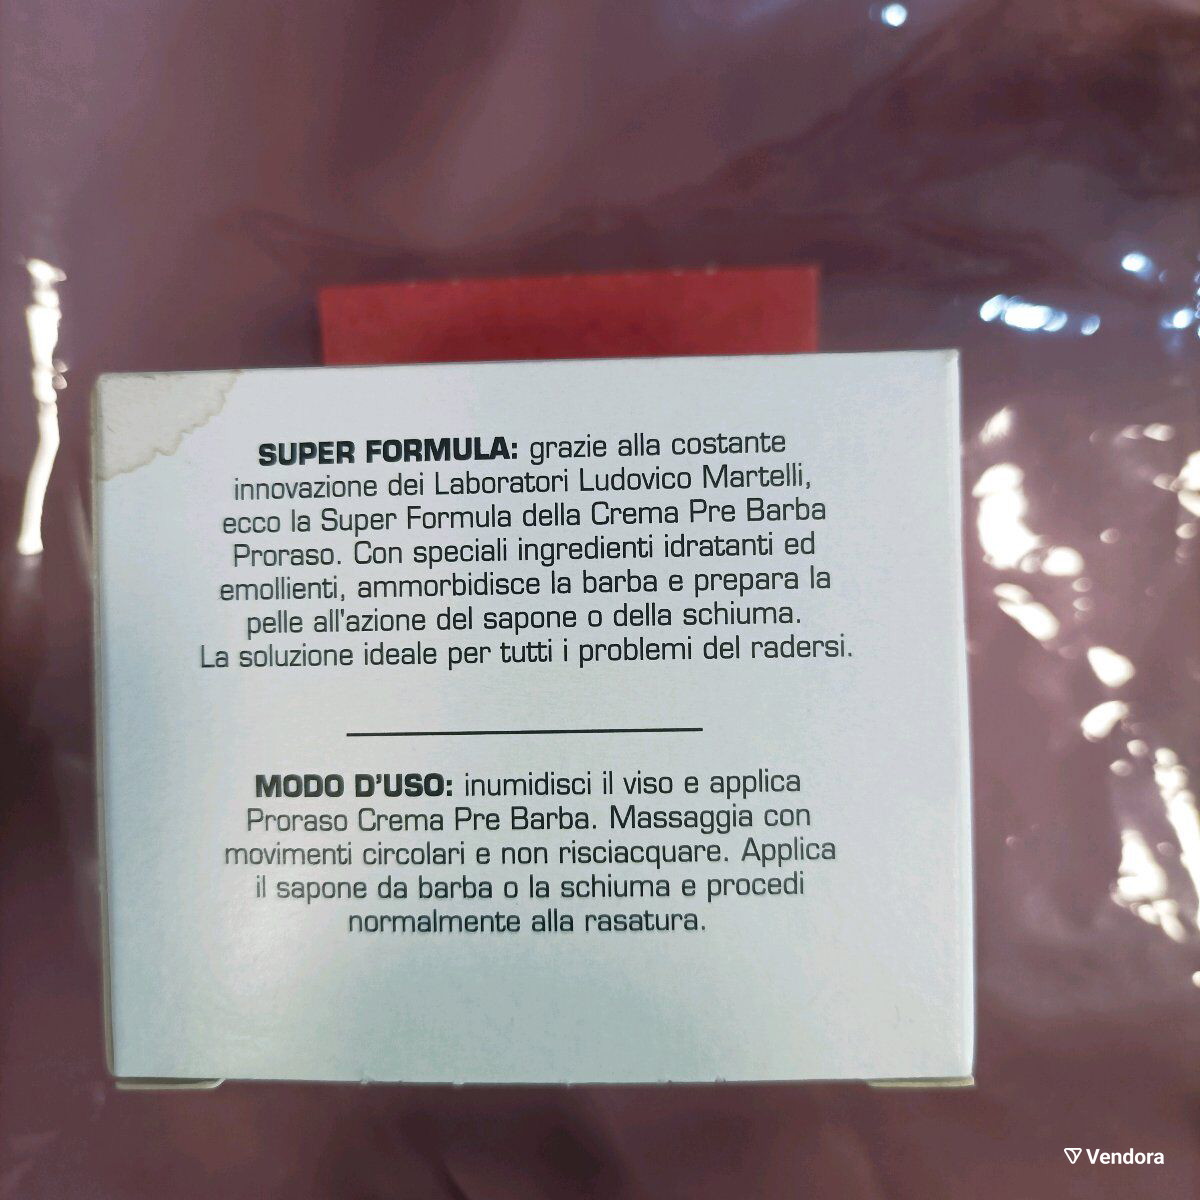 SUPER FORMULA: grazie alla costante
innovazione dei Laboratori Ludovico Martelli,
ecco la Super Formula della Crema Pre Barba
Proraso. Con speciali ingredienti idratanti ed
emollienti, ammorbidisce la barba e prepara la
pelle all'azione del sapone o della schiuma.
La soluzione ideale per tutti i problemi del radersi.
MODO D'USO: inumidisci il viso e applica
Proraso Crema Pre Barba. Massaggia con
movimenti circolari e non risciacquare. Applica
il sapone da barba o la schiuma e procedi
normalmente alla rasatura.
Vendora